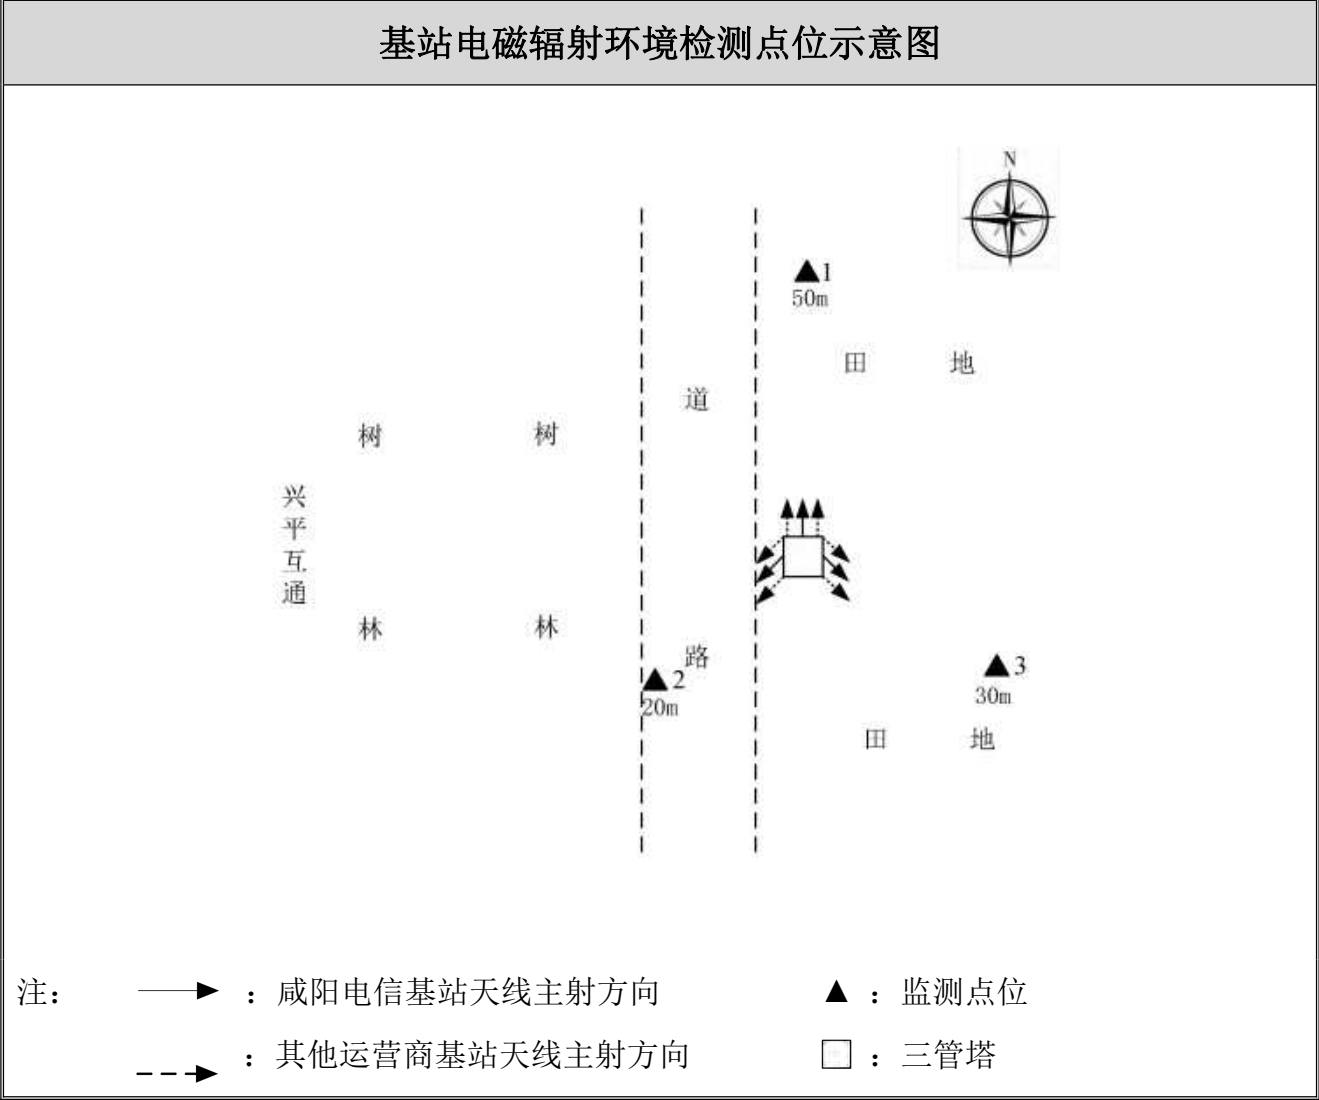 基站电磁辐射环境检测点位示意图
N
1
50m
田 地
道
树 树
兴平互通
林 林
路
2
20m
3
30m
田 地
注： ：咸阳电信基站天线主射方向 ：监测点位
：其他运营商基站天线主射方向 ：三管塔